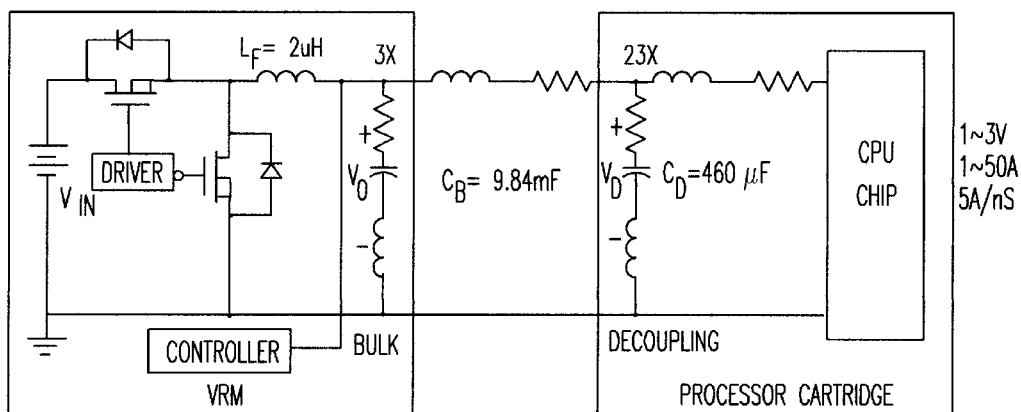 L_F= 2uH
3X
23X
DRIVER
V_IN
+
V_O
-
C_B = 9.84mF
+
V_D
-
C_D=460 μF
CPU
CHIP
1~3V
1~50A
5A/nS
CONTROLLER
VRM
BULK
DECOUPLING
PROCESSOR CARTRIDGE